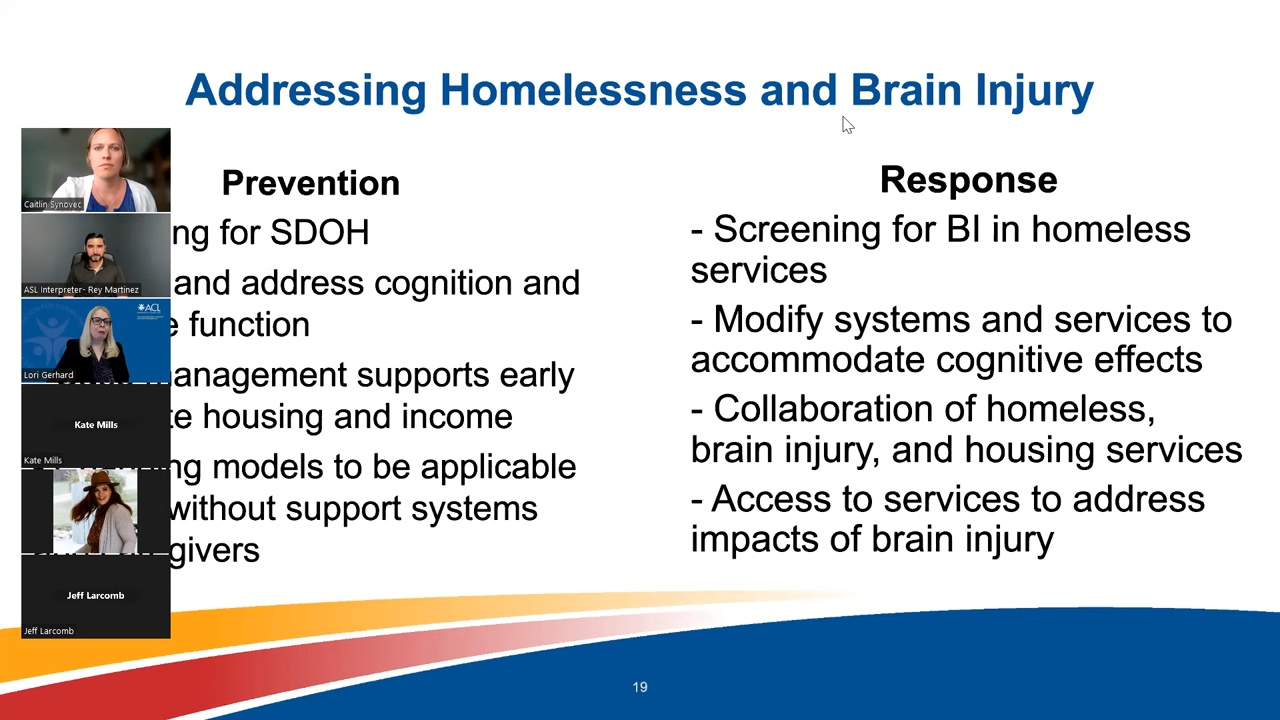 Addressing Homelessness and Brain Injury
Prevention
ng for SDOH
and address cognition and
e function
anagement supports early
te housing and income
ng models to be applicable
without support systems
givers
Response
- Screening for BI in homeless
services
- Modify systems and services to
accommodate cognitive effects
- Collaboration of homeless,
brain injury, and housing services
- Access to services to address
impacts of brain injury
Caitlin Synovec
ASL Interpreter- Rey Martinez
ACL
Lori Gerhard
Kate Mills
Kate Mills
Jeff Larcomb
Jeff Larcomb
19